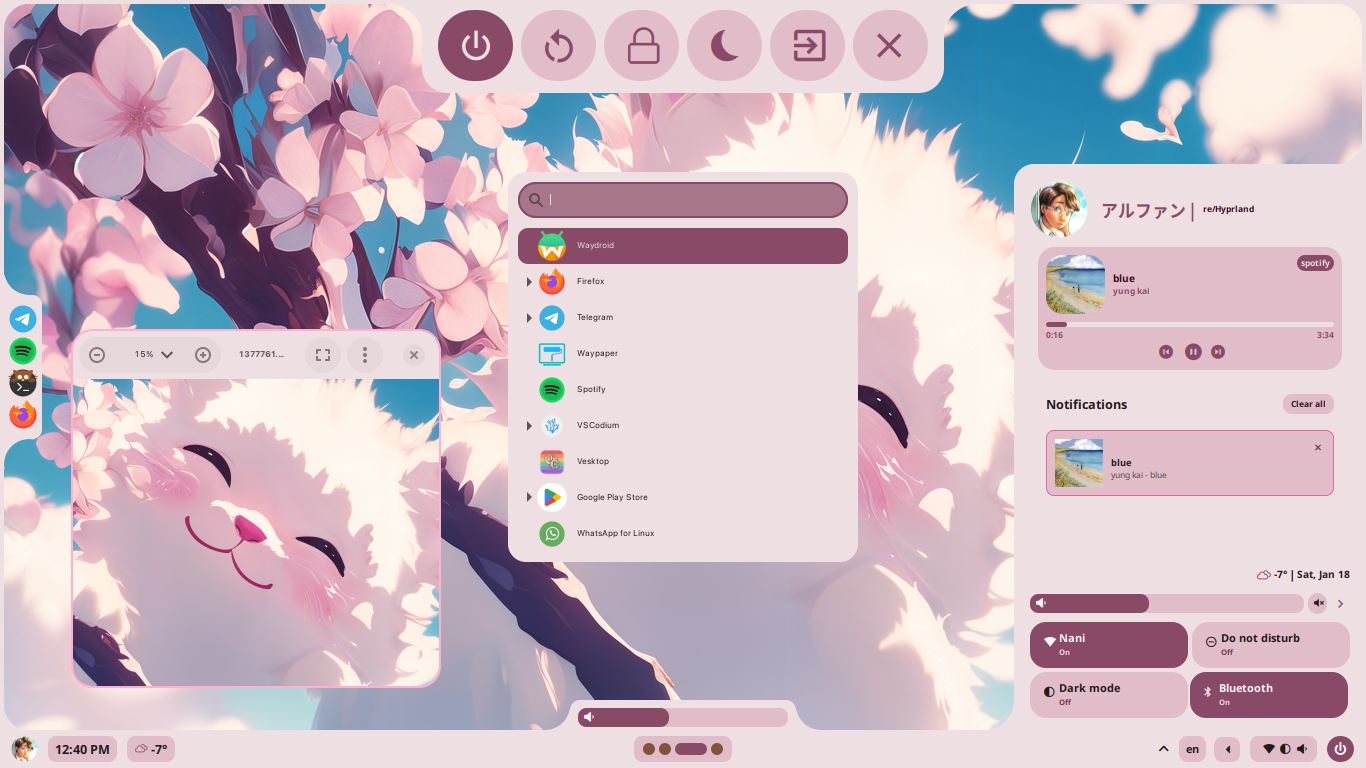 15%
1377761...
Waydroid
Firefox
Telegram
Waypaper
Spotify
VSCodium
Vesktop
Google Play Store
WhatsApp for Linux
アルファン | re/Hyprland
spotify
blue
yung kai
0:16 3:34
Notifications Clear all
blue
yung kai - blue
-7° | Sat, Jan 18
Nani
On
Do not disturb
Off
Dark mode
Off
Bluetooth
On
12:40 PM -7° en